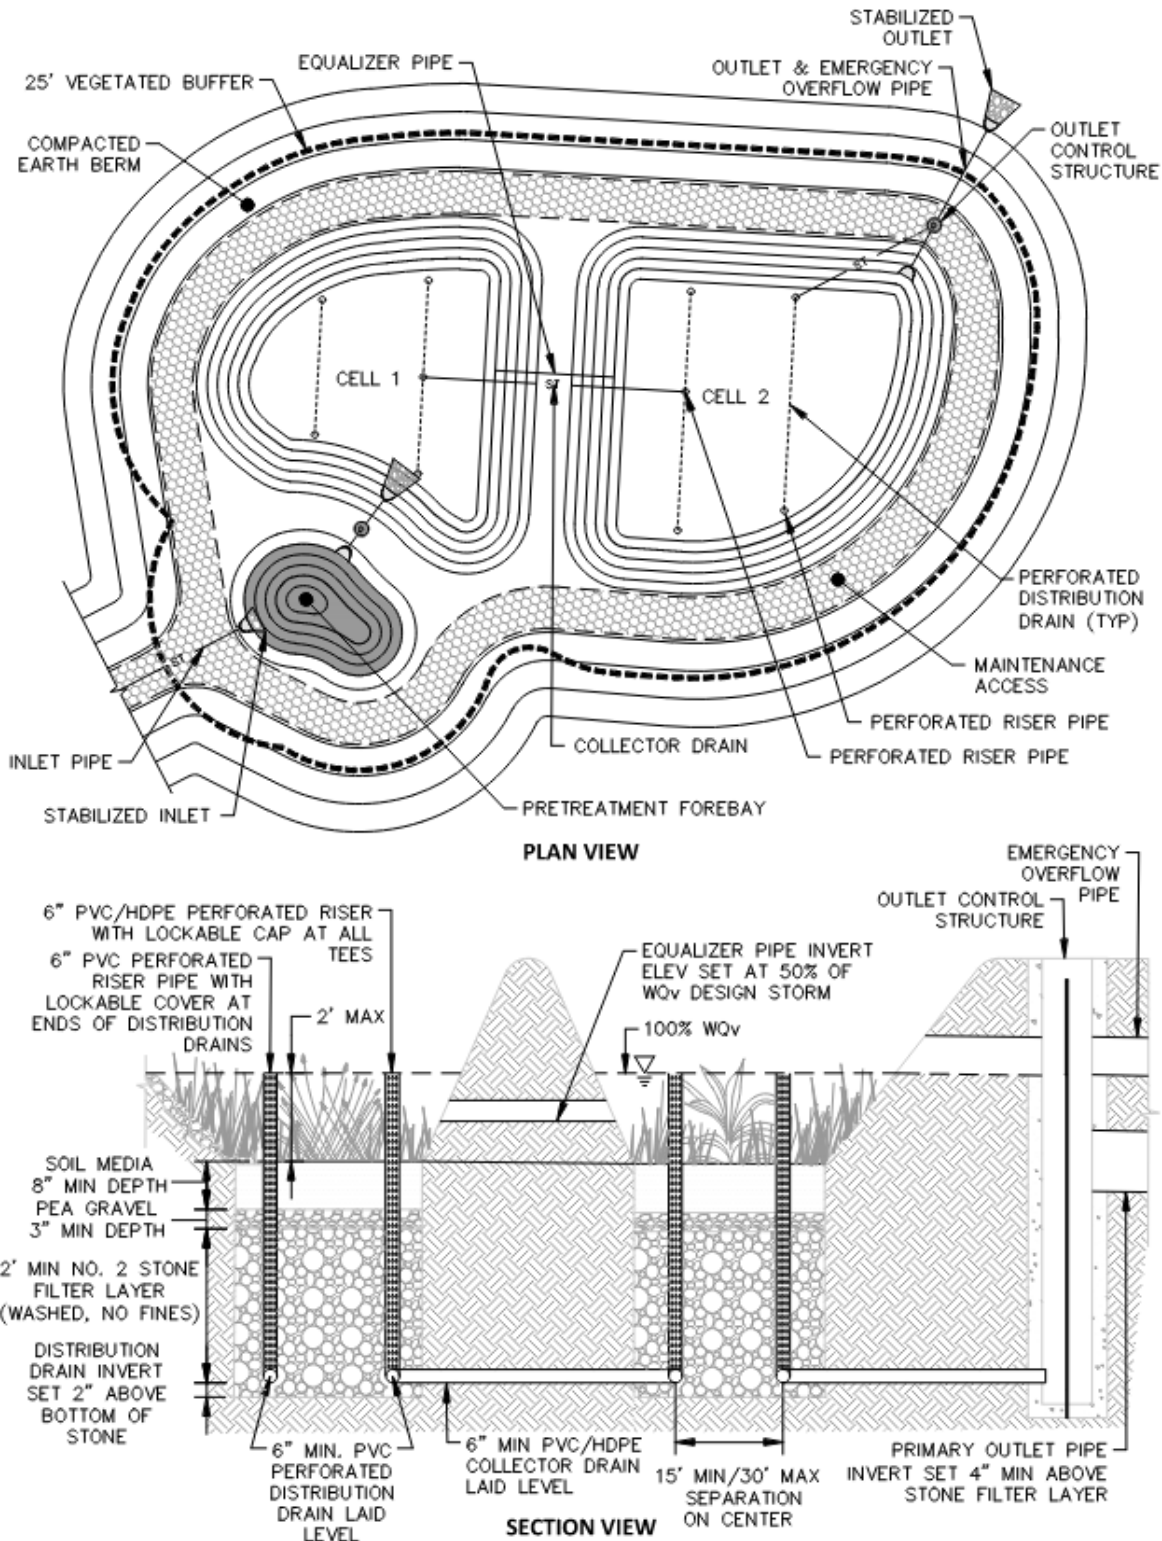 STABILIZED
OUTLET
EQUALIZER PIPE
OUTLET & EMERGENCY
OVERFLOW PIPE
25' VEGETATED BUFFER
OUTLET
CONTROL
STRUCTURE
COMPACTED
EARTH BERM
ST
CELL 1
ST
CELL 2
PERFORATED
DISTRIBUTION
DRAIN (TYP)
ST
MAINTENANCE
ACCESS
PERFORATED RISER PIPE
COLLECTOR DRAIN
PERFORATED RISER PIPE
INLET PIPE
STABILIZED INLET
PRETREATMENT FOREBAY
PLAN VIEW
EMERGENCY
OVERFLOW
PIPE
OUTLET CONTROL
STRUCTURE
6" PVC/HDPE PERFORATED RISER
WITH LOCKABLE CAP AT ALL
TEES
6" PVC PERFORATED
RISER PIPE WITH
LOCKABLE COVER AT
ENDS OF DISTRIBUTION
DRAINS
2' MAX
EQUALIZER PIPE INVERT
ELEV SET AT 50% OF
WQv DESIGN STORM
100% WQv
SOIL MEDIA
8" MIN DEPTH
PEA GRAVEL
3" MIN DEPTH
2' MIN NO. 2 STONE
FILTER LAYER
(WASHED, NO FINES)
DISTRIBUTION
DRAIN INVERT
SET 2" ABOVE
BOTTOM OF
STONE
6" MIN. PVC
PERFORATED
DISTRIBUTION
DRAIN LAID
LEVEL
6" MIN PVC/HDPE
COLLECTOR DRAIN
LAID LEVEL
15' MIN/30' MAX
SEPARATION
ON CENTER
PRIMARY OUTLET PIPE
INVERT SET 4" MIN ABOVE
STONE FILTER LAYER
SECTION VIEW